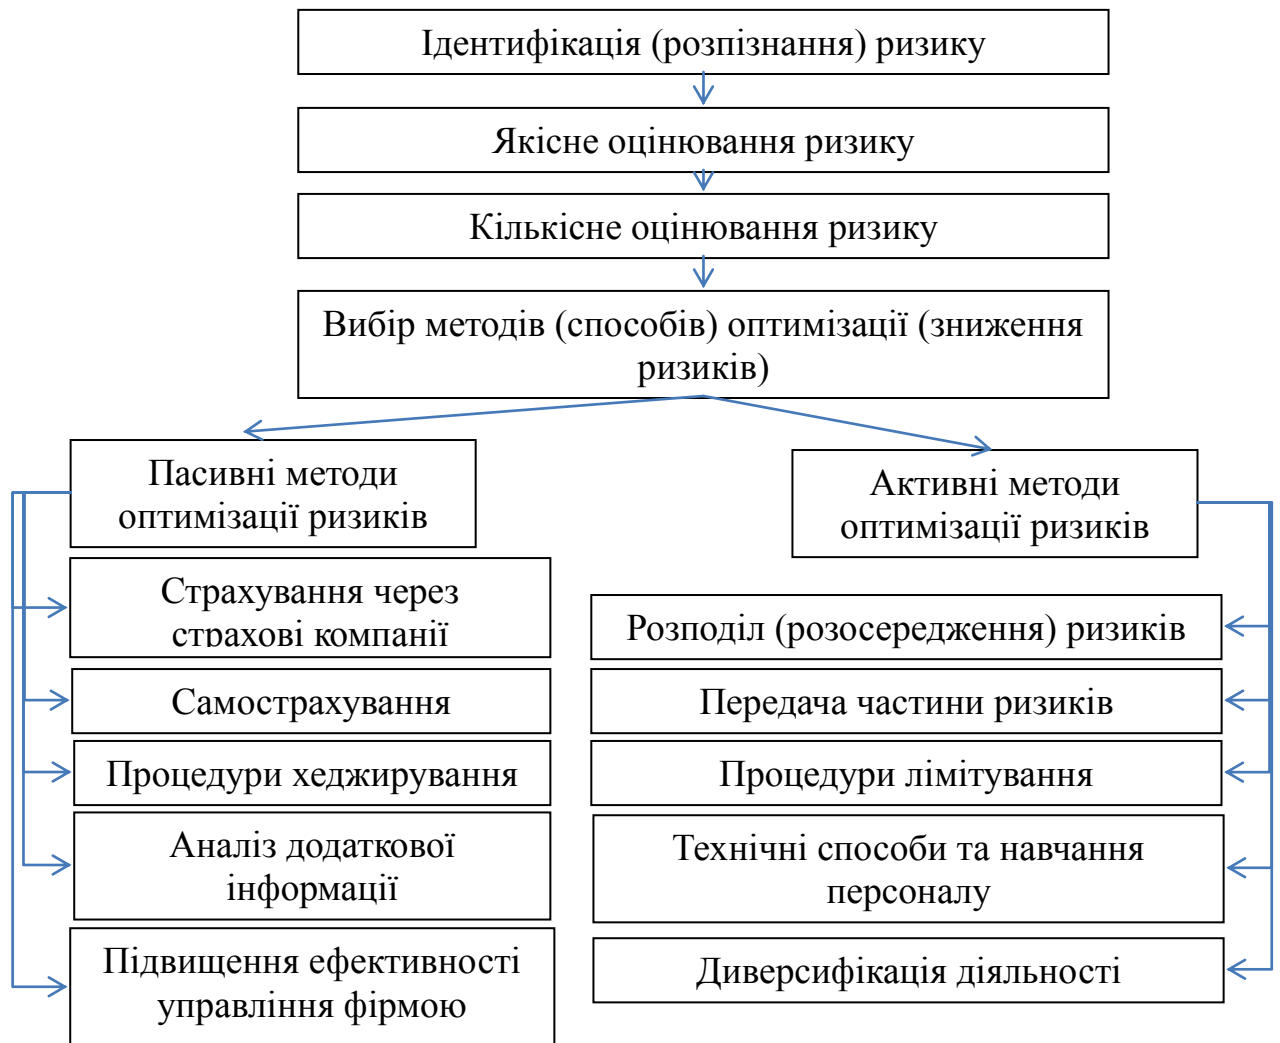 Ідентифікація (розпізнання) ризику
Якісне оцінювання ризику
Кількісне оцінювання ризику
Вибір методів (способів) оптимізації (зниження
ризиків)
Пасивні методи
оптимізації ризиків
Активні методи
оптимізації ризиків
Страхування через
страхові компанії
Самострахування
Процедури хеджирування
Аналіз додаткової
інформації
Підвищення ефективності
управління фірмою
Розподіл (розосередження) ризиків
Передача частини ризиків
Процедури лімітування
Технічні способи та навчання
персоналу
Диверсифікація діяльності